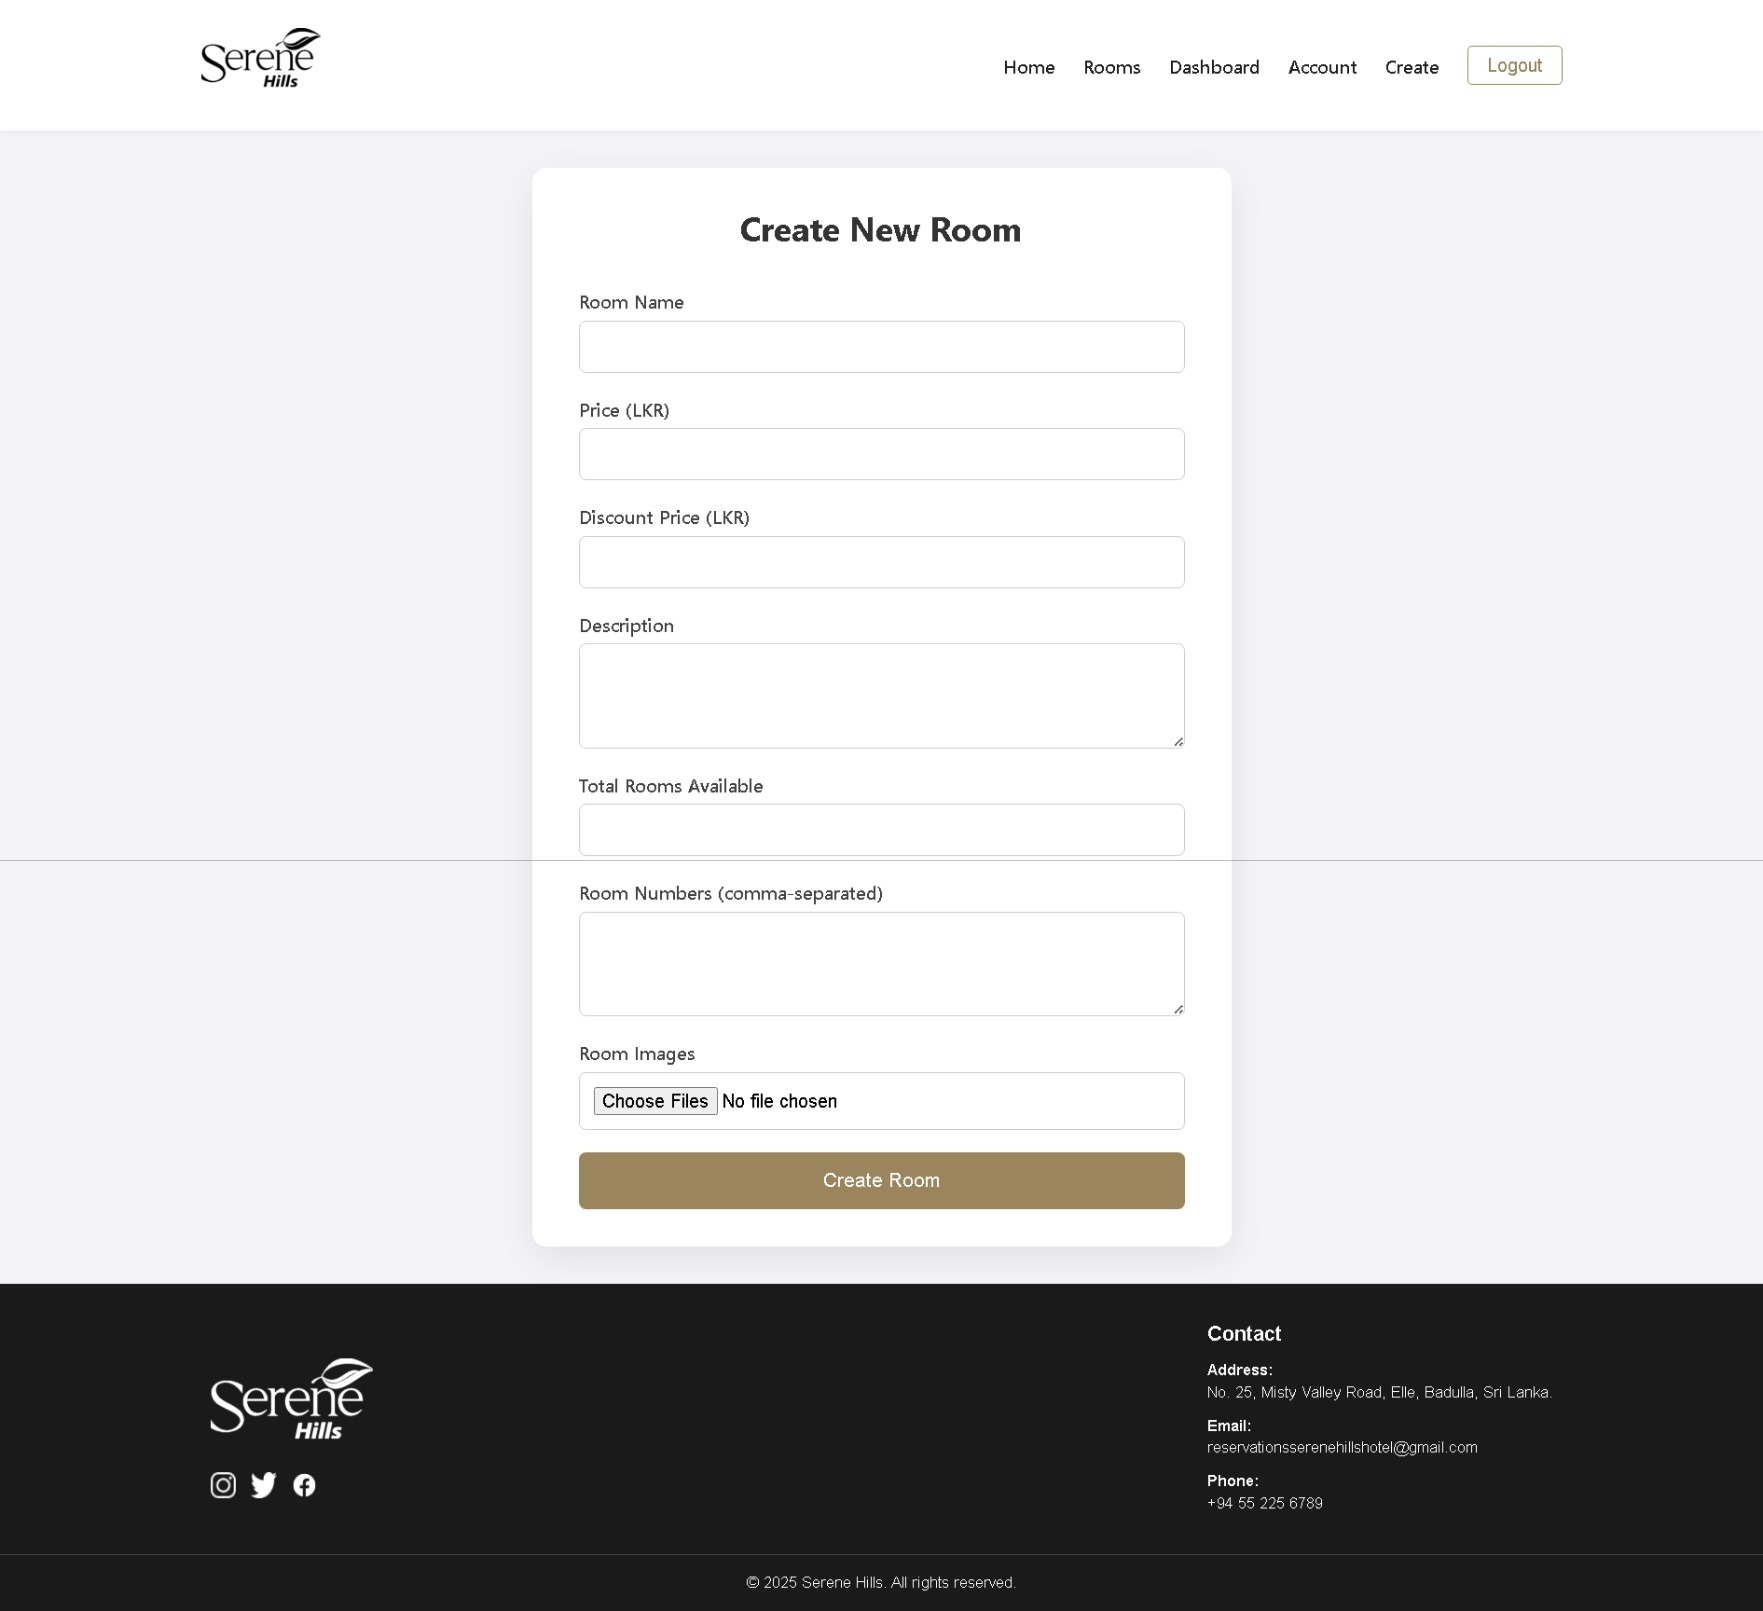 Serene
Hills
Home Rooms Dashboard Account Create Logout
Create New Room
Room Name
Price (LKR)
Discount Price (LKR)
Description
Total Rooms Available
Room Numbers (comma-separated)
Room Images
Choose Files No file chosen
Create Room
Serene
Hills
Contact
Address:
No. 25, Misty Valley Road, Elle, Badulla, Sri Lanka.
Email:
reservationsserenehillshotel@gmail.com
Phone:
+94 55 225 6789
© 2025 Serene Hills. All rights reserved.